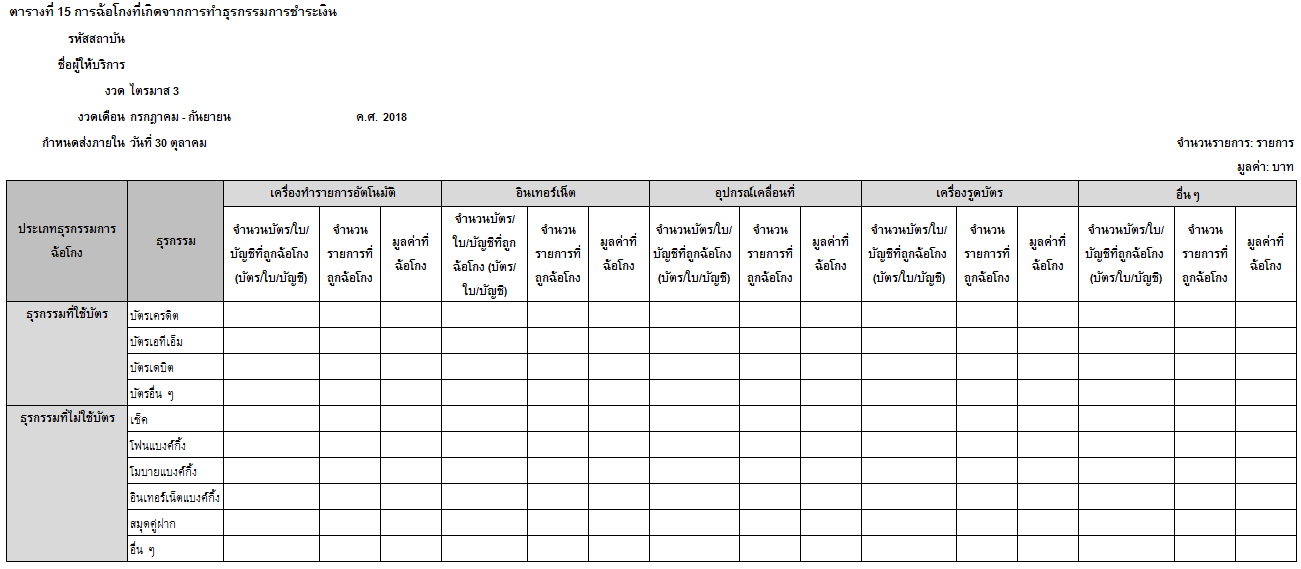 ตารางที่ 15 การฉ้อโกงที่เกิดจากการทำธุรกรรมการชำระเงิน
รหัสสถาบัน
ชื่อผู้ให้บริการ
งวด ไตรมาส 3
งวดเดือน กรกฎาคม - กันยายน ค.ศ. 2018
กำหนดส่งภายใน วันที่ 30 ตุลาคม จำนวนรายการ: รายการ
มูลค่า: บาท
ประเภทธุรกรรมการ
ฉ้อโกง
ธุรกรรม
เครื่องทำรายการอัตโนมัติ
อินเทอร์เน็ต
อุปกรณ์เคลื่อนที่
เครื่องรูดบัตร
อื่น ๆ
จำนวนบัตร/ใบ/
บัญชีที่ถูกฉ้อโกง
(บัตร/ใบ/บัญชี)
จำนวน
รายการที่
ถูกฉ้อโกง
มูลค่าที่
ฉ้อโกง
จำนวนบัตร/
ใบ/บัญชีที่ถูก
ฉ้อโกง (บัตร/
ใบ/บัญชี)
จำนวน
รายการที่
ถูกฉ้อโกง
มูลค่าที่
ฉ้อโกง
จำนวนบัตร/ใบ/
บัญชีที่ถูกฉ้อโกง
(บัตร/ใบ/บัญชี)
จำนวน
รายการที่
ถูกฉ้อโกง
มูลค่าที่
ฉ้อโกง
จำนวนบัตร/ใบ/
บัญชีที่ถูกฉ้อโกง
(บัตร/ใบ/บัญชี)
จำนวน
รายการที่
ถูกฉ้อโกง
มูลค่าที่
ฉ้อโกง
จำนวนบัตร/ใบ/
บัญชีที่ถูกฉ้อโกง
(บัตร/ใบ/บัญชี)
จำนวน
รายการที่
ถูกฉ้อโกง
มูลค่าที่
ฉ้อโกง
ธุรกรรมที่ใช้บัตร บัตรเครดิต
บัตรเอทีเอ็ม
บัตรเดบิต
บัตรอื่น ๆ
ธุรกรรมที่ไม่ใช้บัตร เช็ค
โฟนแบงค์กิ้ง
โมบายแบงค์กิ้ง
อินเทอร์เน็ตแบงค์กิ้ง
สมุดคู่ฝาก
อื่น ๆ